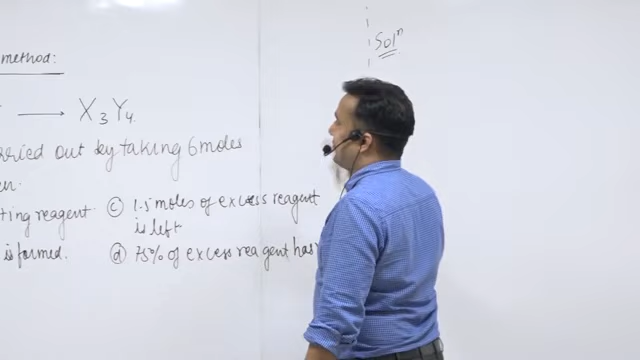 method:
⟶ X₃Y₄.
rried out by taking 6 moles
en.
ting reagent
is formed.
(c) 1.5 moles of excess reagent
is left
(d) 75% of excess reagent has
Solⁿ